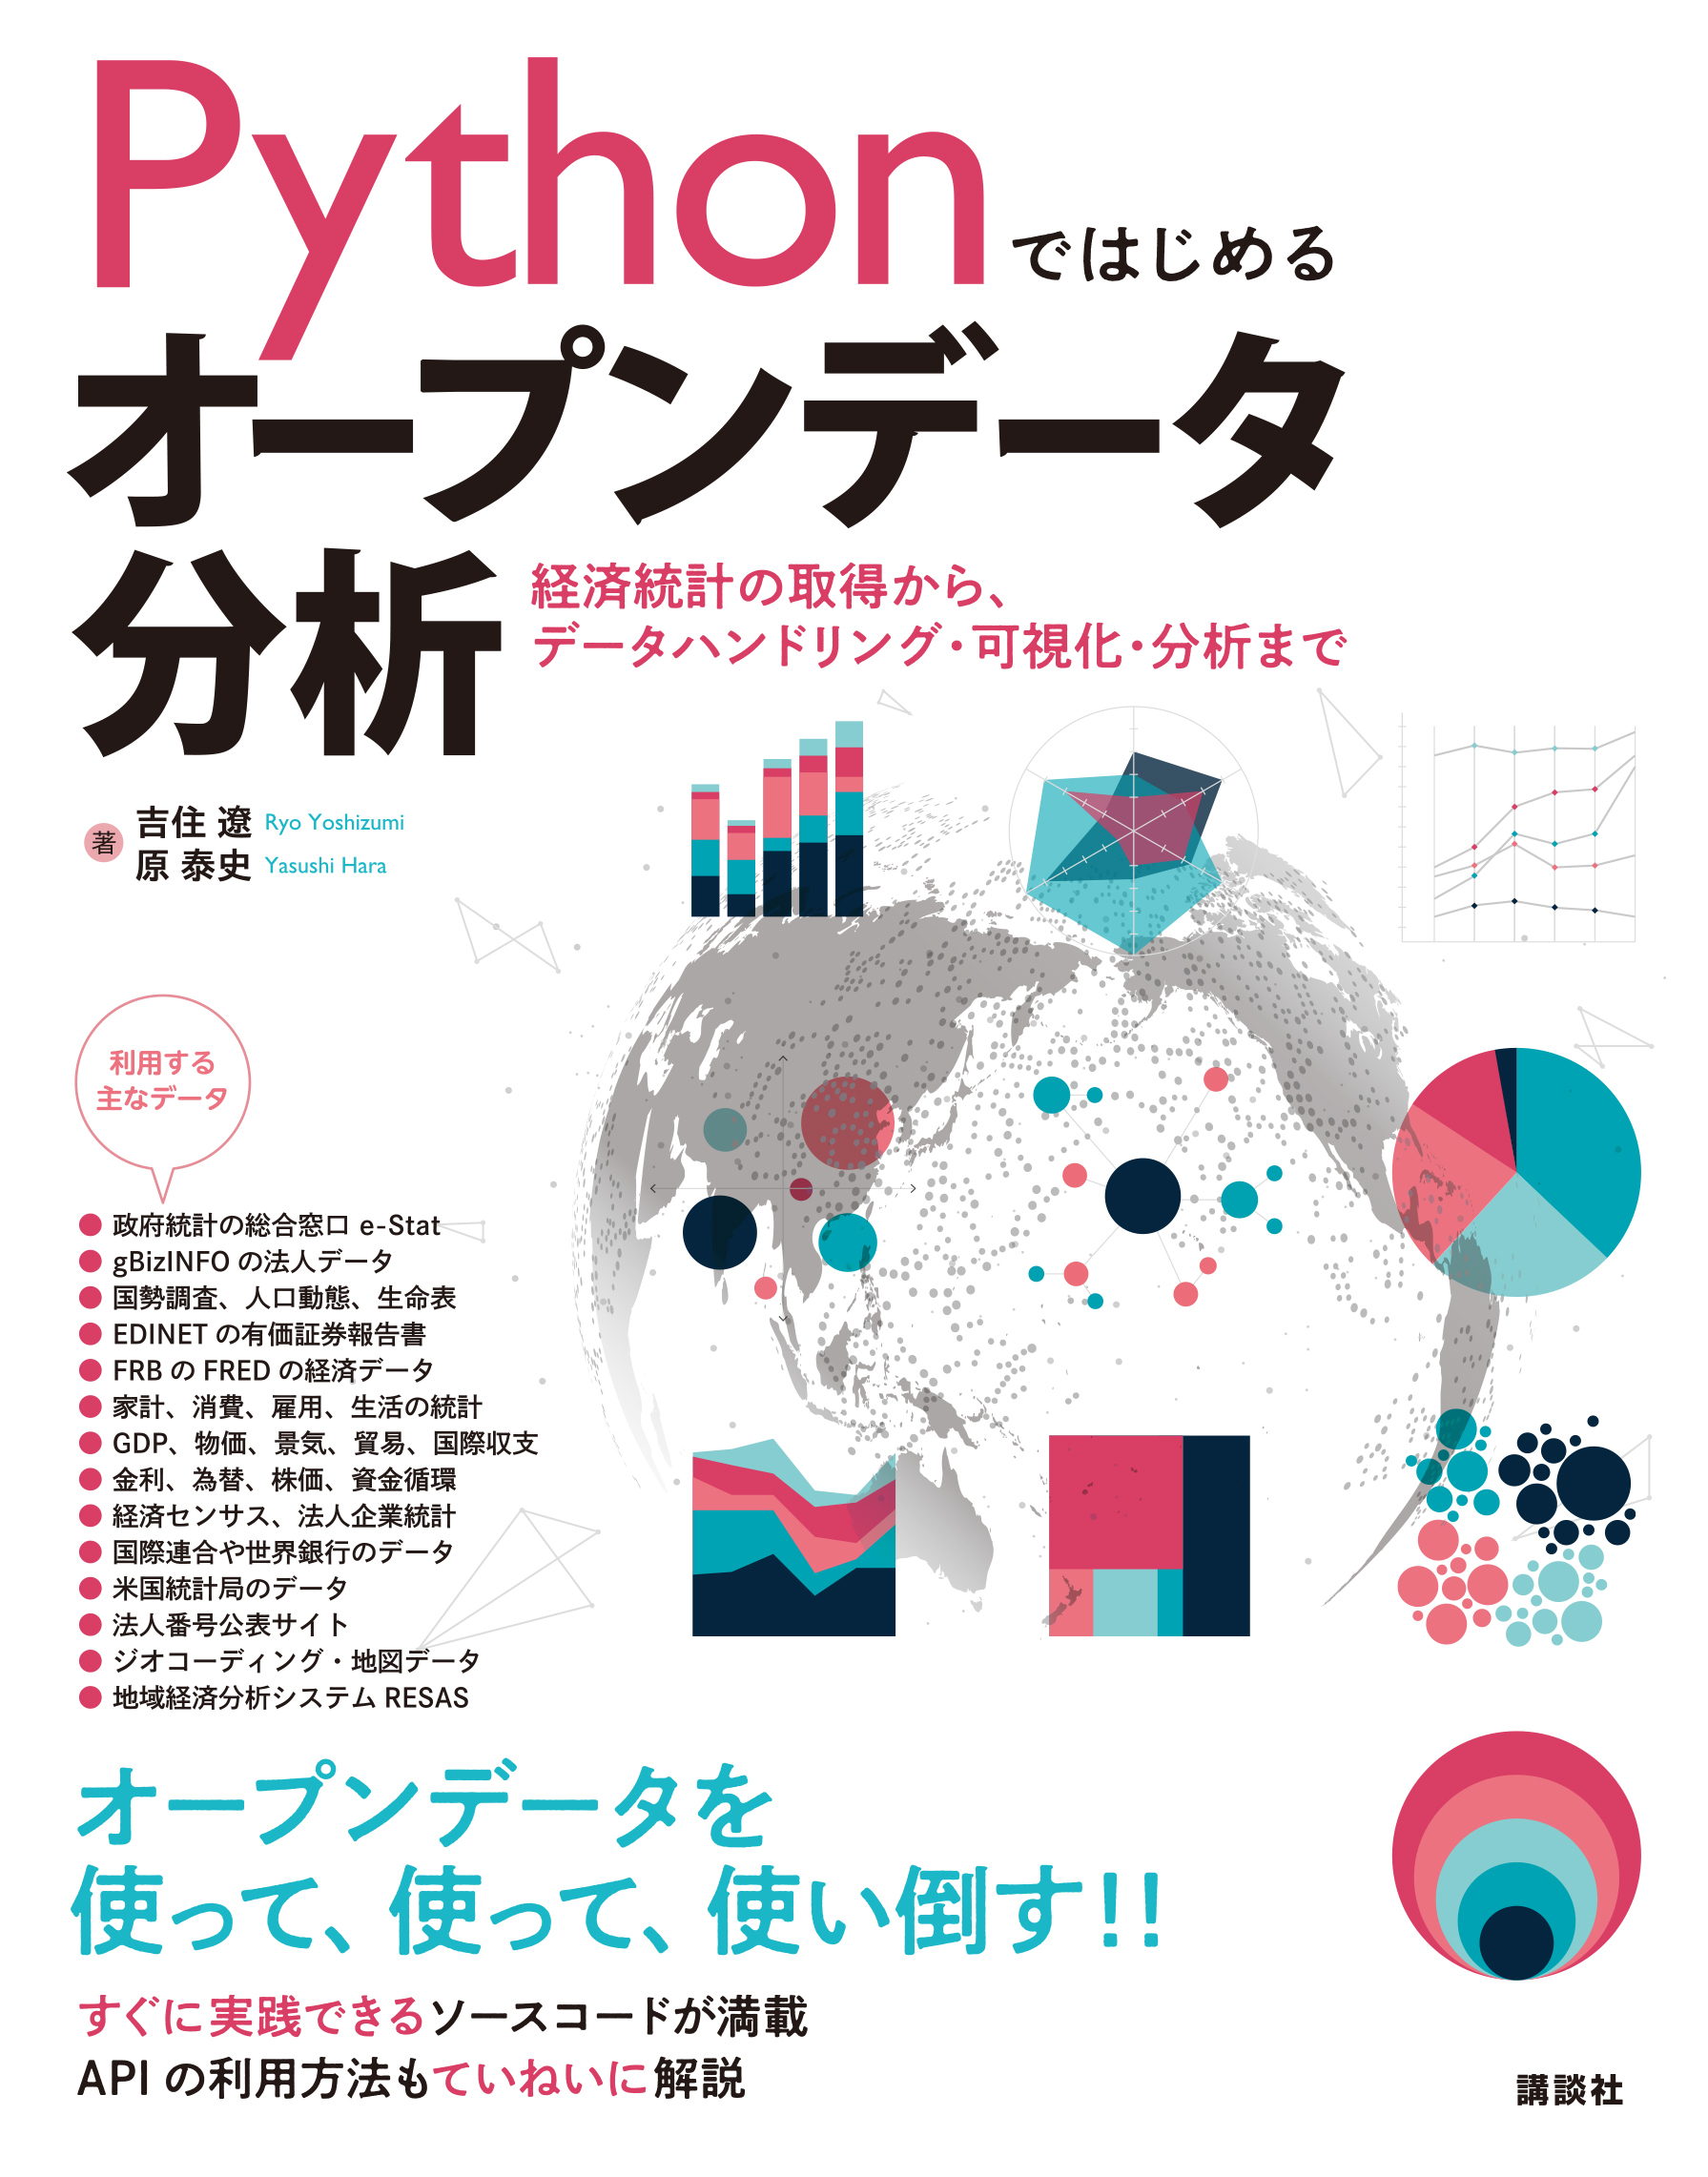 Pythonではじめる
オープンデータ
分析
経済統計の取得から、
データハンドリング・可視化・分析まで
著
吉住 遼 Ryo Yoshizumi
原 泰史 Yasushi Hara
利用する
主なデータ
● 政府統計の総合窓口 e-Stat
● gBizINFO の法人データ
● 国勢調査、人口動態、生命表
● EDINET の有価証券報告書
● FRB の FRED の経済データ
● 家計、消費、雇用、生活の統計
● GDP、物価、景気、貿易、国際収支
● 金利、為替、株価、資金循環
● 経済センサス、法人企業統計
● 国際連合や世界銀行のデータ
● 米国統計局のデータ
● 法人番号公表サイト
● ジオコーディング・地図データ
● 地域経済分析システム RESAS
オープンデータを
使って、使って、使い倒す!!
すぐに実践できるソースコードが満載
API の利用方法もていねいに解説
講談社